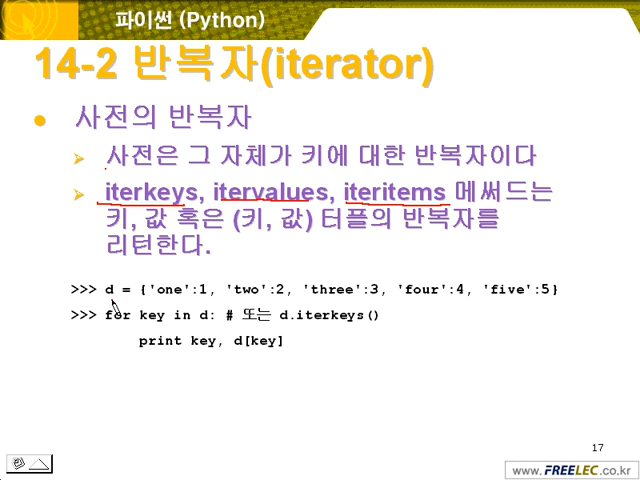 파이썬 (Python)
14-2 반복자(iterator)
사전의 반복자
사전은 그 자체가 키에 대한 반복자이다
iterkeys, itervalues, iteritems 메써드는
키, 값 혹은 (키, 값) 터플의 반복자를
리턴한다.
>>> d = {'one':1, 'two':2, 'three':3, 'four':4, 'five':5}
>>> for key in d: # 또는 d.iterkeys()
print key, d[key]
17
www.FREELEC.co.kr